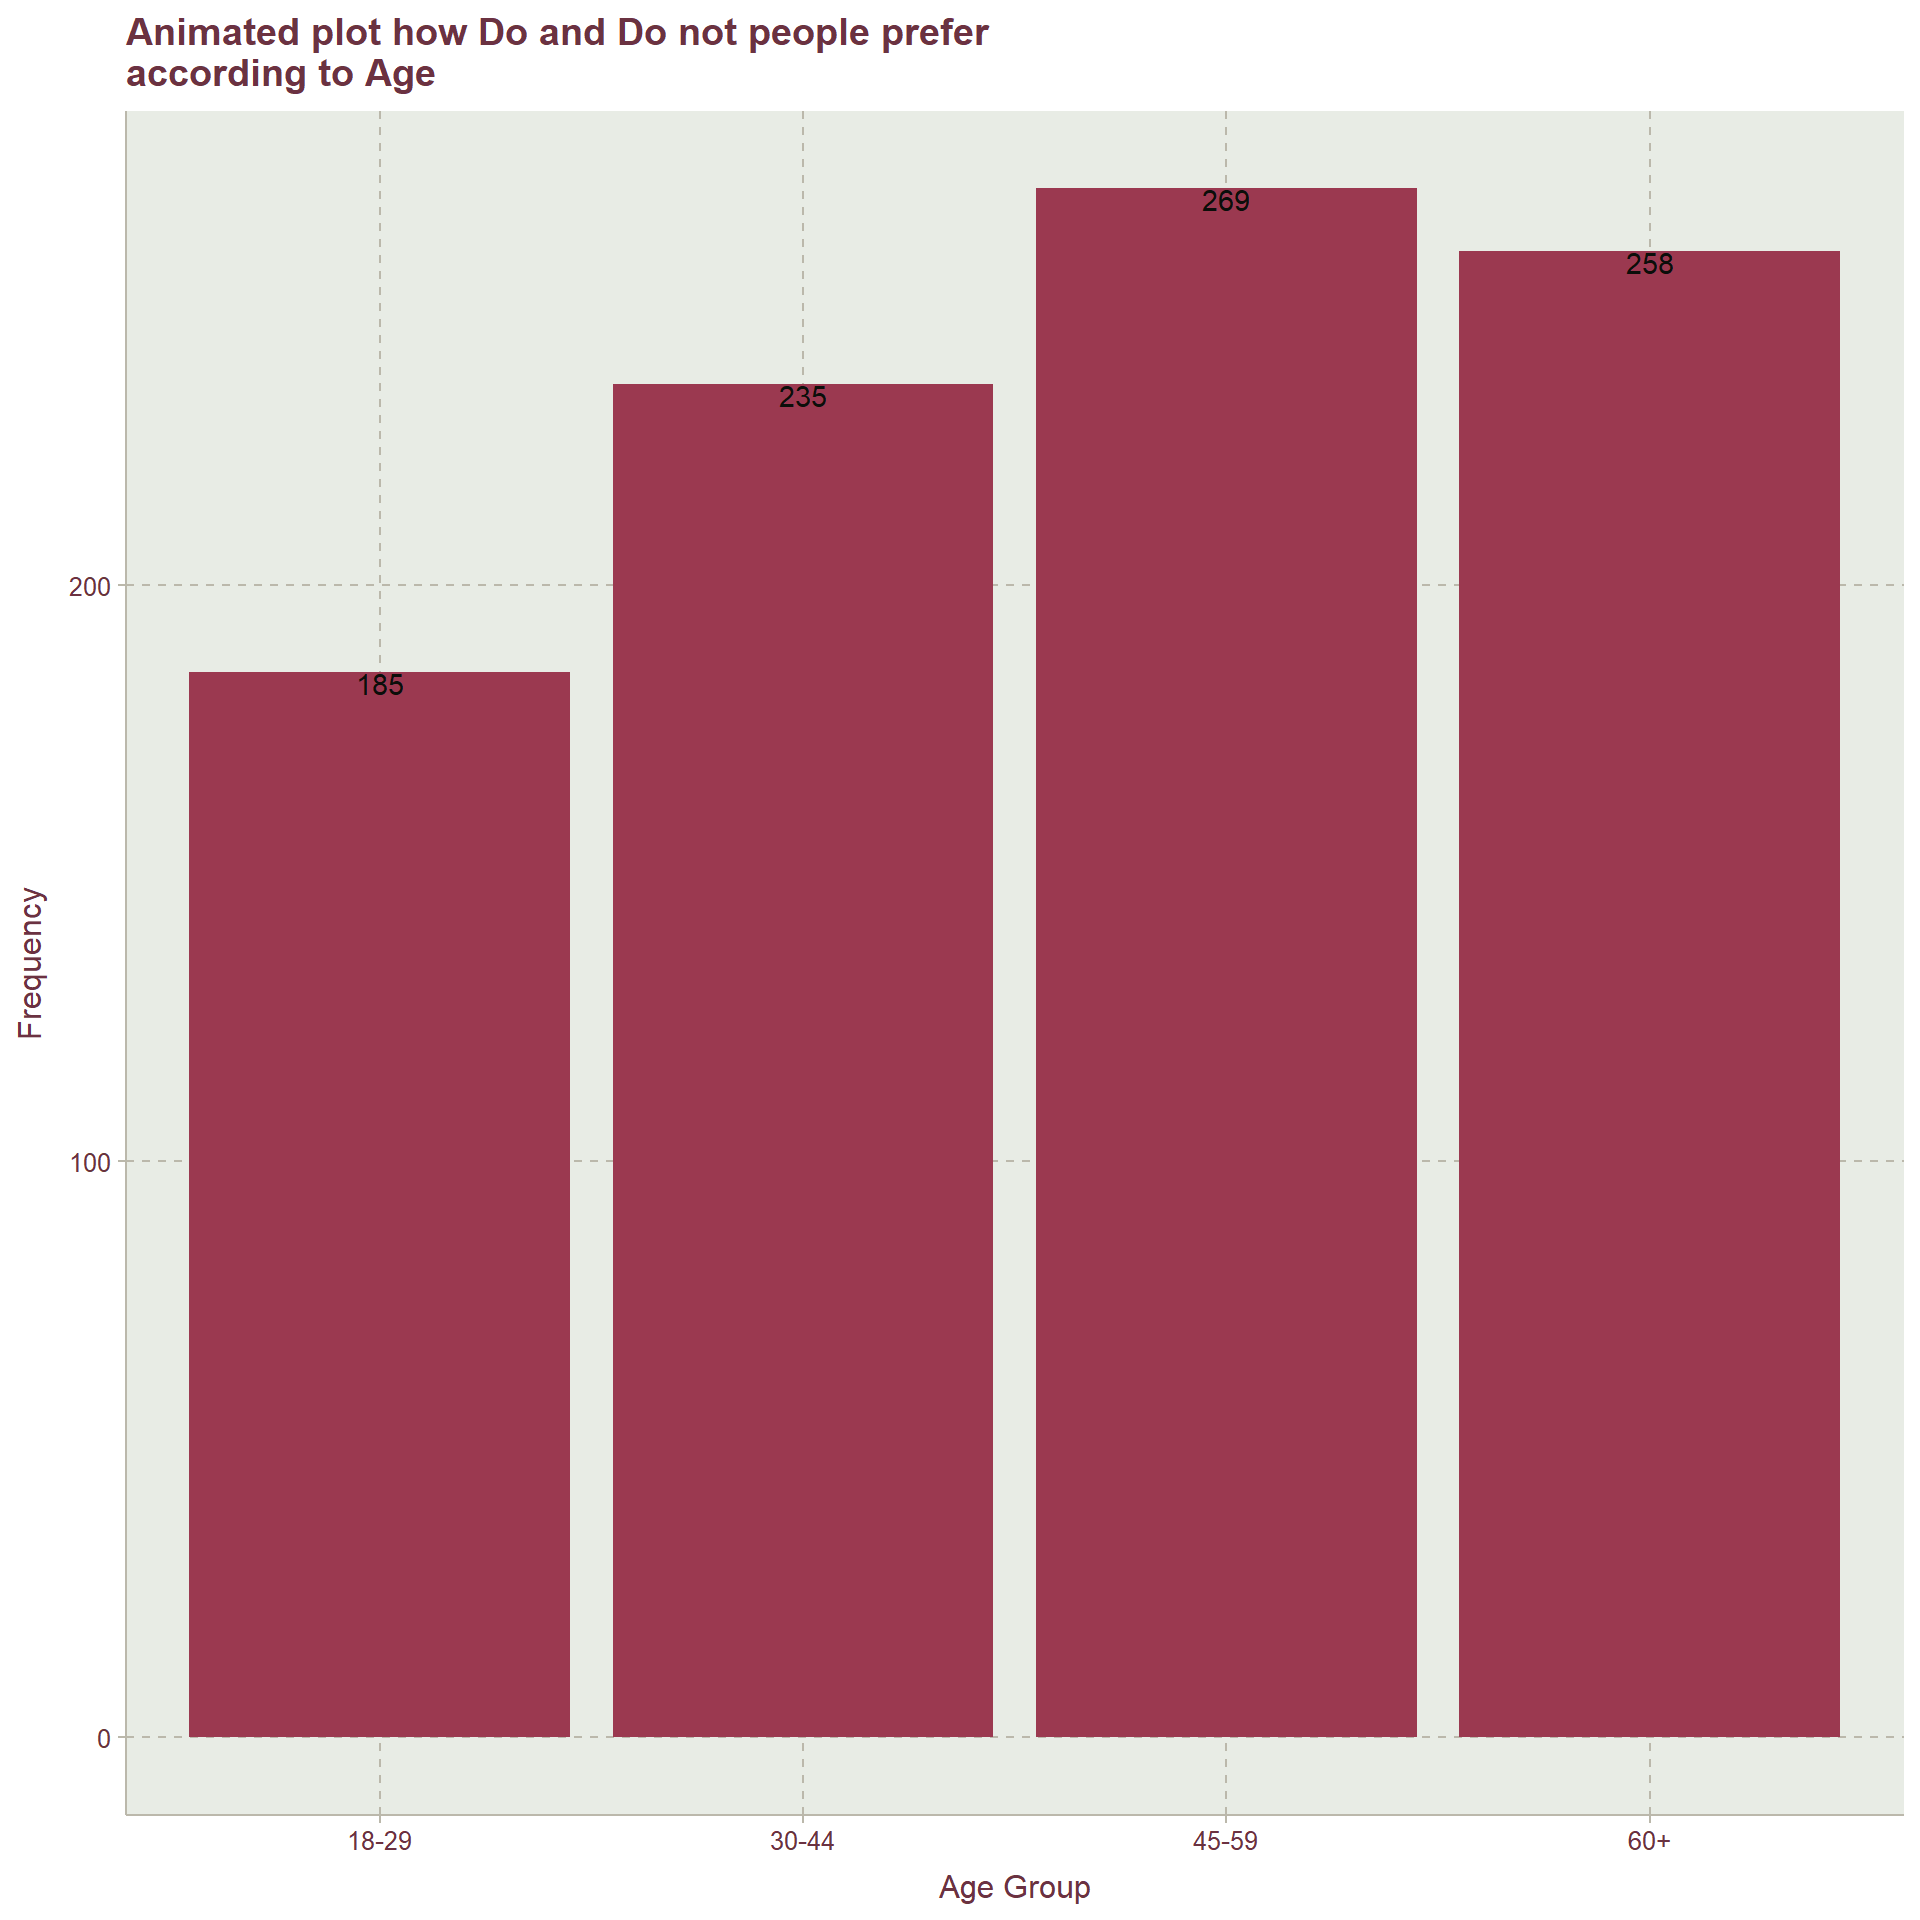 Animated plot how Do and Do not people prefer
according to Age
269
258
235
200
185
Frequency
100
0
18-29
30-44
45-59
60+
Age Group